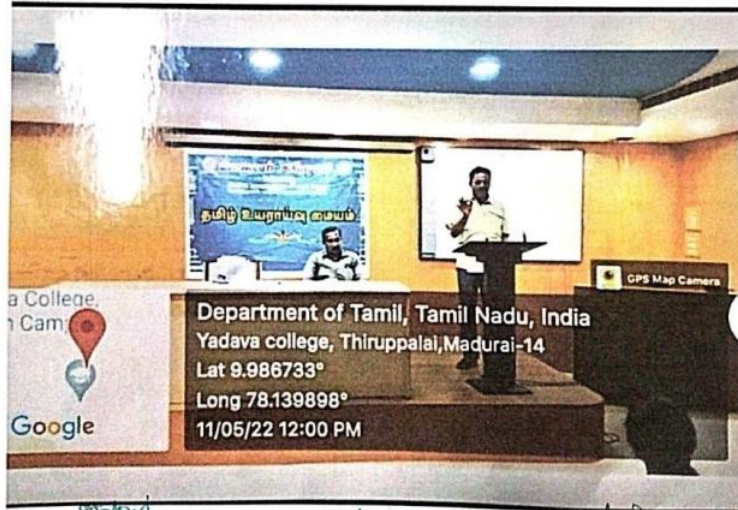 தமிழ் உயராய்வு மையம்
GPS Map Camera
a College,
n Cam
Google
Department of Tamil, Tamil Nadu, India
Yadava college, Thiruppalai,Madurai-14
Lat 9.986733°
Long 78.139898°
11/05/22 12:00 PM